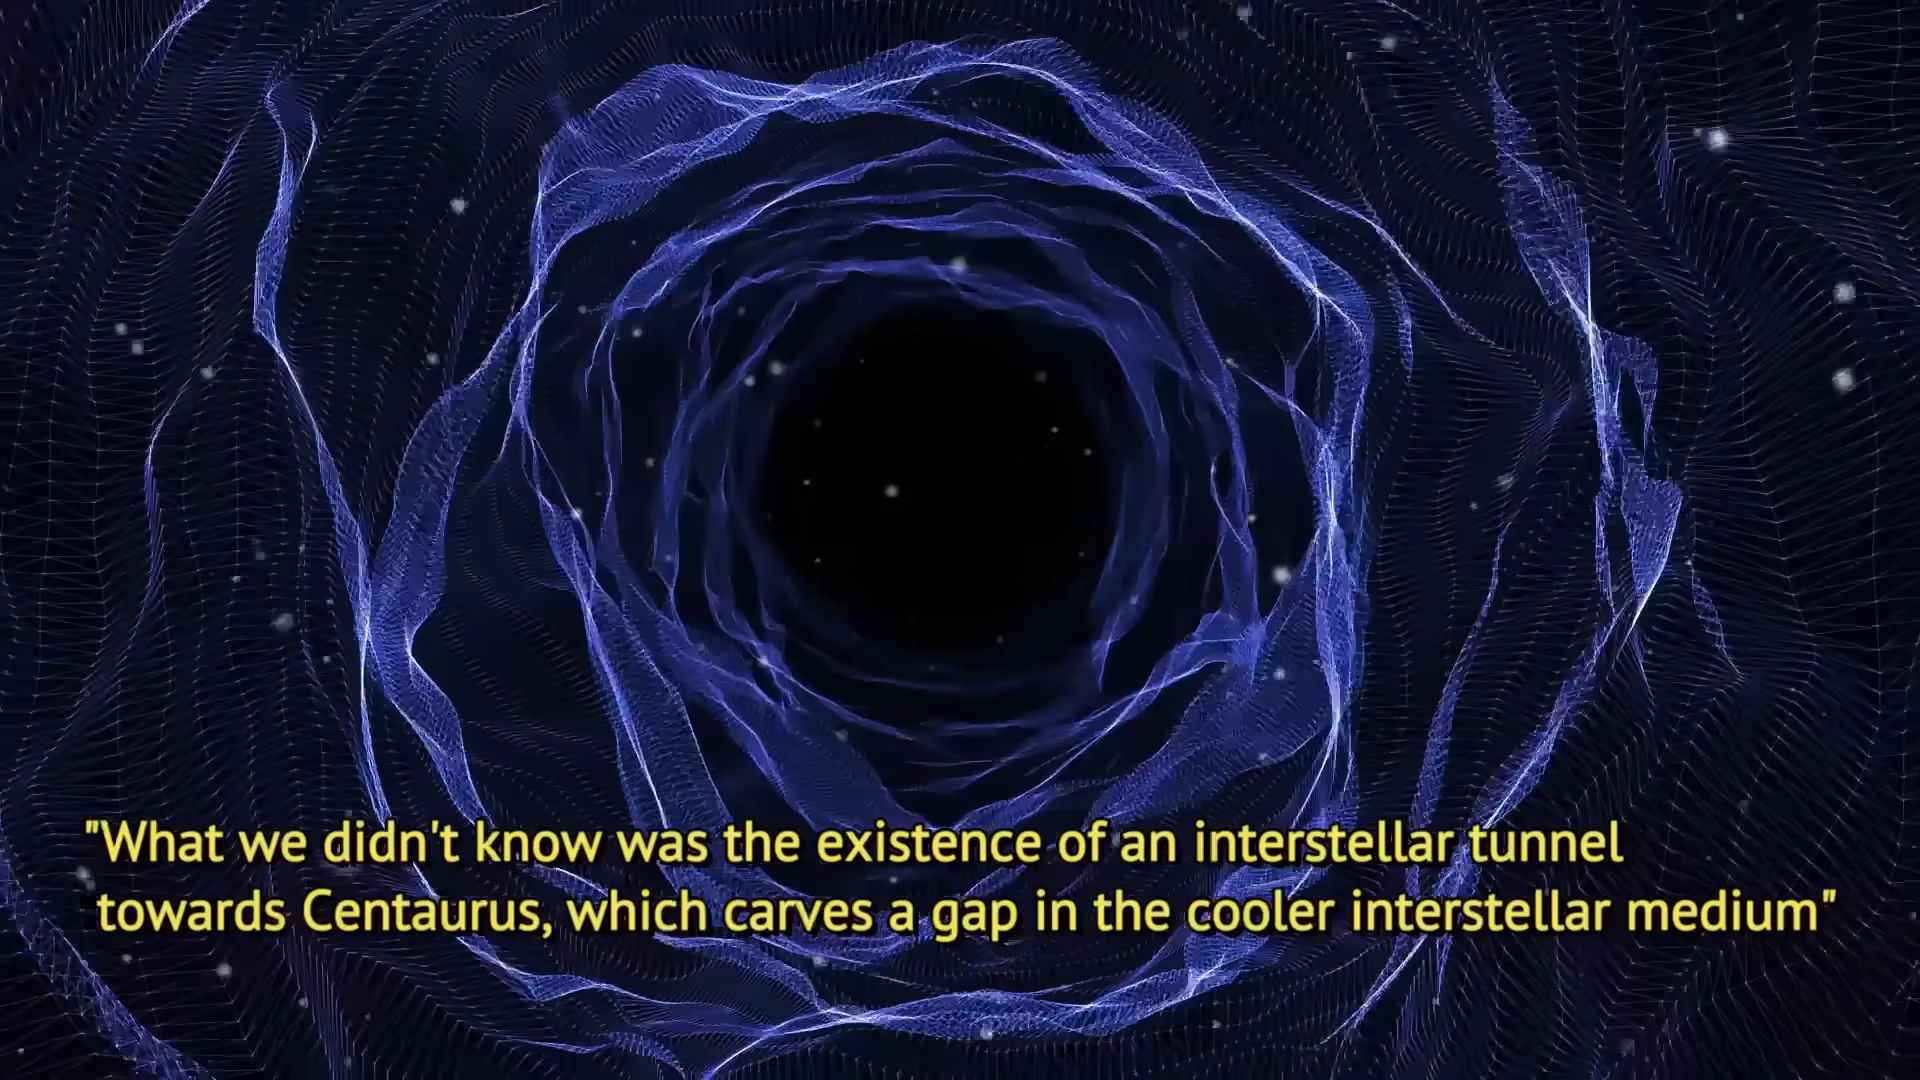 "What we didn't know was the existence of an interstellar tunnel
towards Centaurus, which carves a gap in the cooler interstellar medium"